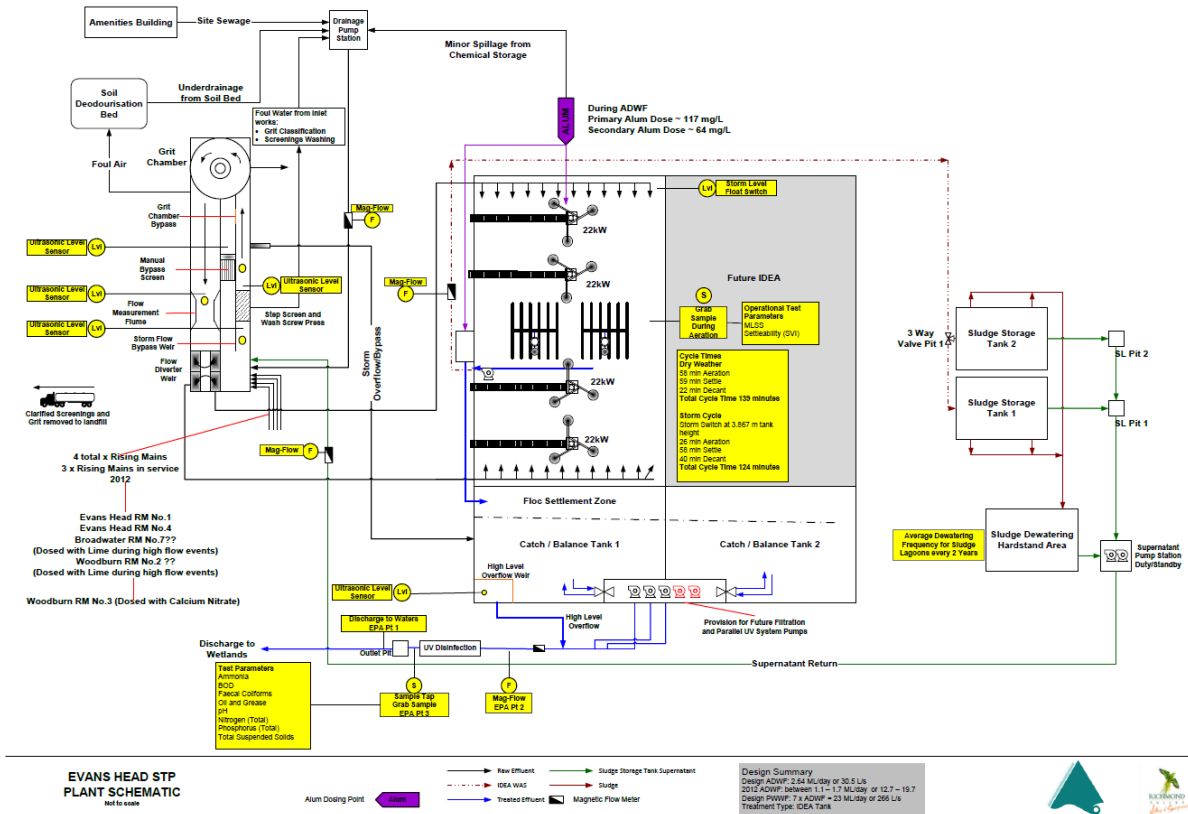 Amenities Building
Site Sewage
Drainage
Pump
Station
Minor Spillage from
Chemical Storage
Soil
Deodourisation
Bed
Underdrainage
from Soil Bed
Foul Water from Inlet
works:
• Grit Classification
• Screenings Washing
ALUM
During ADWF
Primary Alum Dose ~ 117 mg/L
Secondary Alum Dose ~ 64 mg/L
Foul Air
Grit
Chamber
Grit
Chamber
Bypass
Mag-Flow
F
Lvl
Storm Level
Float Switch
22kW
Ultrasonic Level
Sensor
Lvl
Manual
Bypass
Screen
Lvl
Ultrasonic Level
Sensor
Ultrasonic Level
Sensor
Lvl
Flow
Measurement
Flume
Step Screen and
Wash Screw Press
Ultrasonic Level
Sensor
Lvl
Storm Flow
Bypass Weir
Flow
Diverter
Weir
Mag-Flow
F
22kW
Future IDEA
S
Grab
Sample
During
Aeration
Operational Test
Parameters
MLSS
Settleability (SVI)
Storm
Overflow/Bypass
Cycle Times
Dry Weather
58 min Aeration
59 min Settle
22 min Decant
Total Cycle Time 139 minutes
Storm Cycle
Storm Switch at 3.867 m tank
height
26 min Aeration
58 min Settle
40 min Decant
Total Cycle Time 124 minutes
22kW
22kW
3 Way
Valve Pit 1
Sludge Storage
Tank 2
SL Pit 2
Sludge Storage
Tank 1
SL Pit 1
Clarified Screenings and
Grit removed to landfill
Mag-Flow
F
4 total x Rising Mains
3 x Rising Mains in service
2012
Evans Head RM No.1
Evans Head RM No.4
Broadwater RM No.7??
(Dosed with Lime during high flow events)
Woodburn RM No.2 ??
(Dosed with Lime during high flow events)
Woodburn RM No.3 (Dosed with Calcium Nitrate)
Floc Settlement Zone
Catch / Balance Tank 1
Catch / Balance Tank 2
Average Dewatering
Frequency for Sludge
Lagoons every 2 Years
Sludge Dewatering
Hardstand Area
Supernatant
Pump Station
Duty/Standby
High Level
Overflow Weir
Ultrasonic Level
Sensor
Lvl
High Level
Overflow
Provision for Future Filtration
and Parallel UV System Pumps
Discharge to Waters
EPA Pt 1
Discharge to
Wetlands
Outlet Pit
UV Disinfection
Supernatant Return
Test Parameters
Ammonia
BOD
Faecal Coliforms
Oil and Grease
pH
Nitrogen (Total)
Phosphorus (Total)
Total Suspended Solids
S
Sample Tap
Grab Sample
EPA Pt 3
F
Mag-Flow
EPA Pt 2
EVANS HEAD STP
PLANT SCHEMATIC
Not to scale
Alum Dosing Point
Alum
Raw Effluent
IDEA WAS
Treated Effluent
Sludge Storage Tank Supernatant
Sludge
Magnetic Flow Meter
Design Summary
Design ADWF: 2.64 ML/day or 30.5 L/s
2012 ADWF: between 1.1 – 1.7 ML/day or 12.7 – 19.7
Design PWWF: 7 x ADWF = 23 ML/day or 266 L/s
Treatment Type: IDEA Tank
RICHMOND
VALLEY